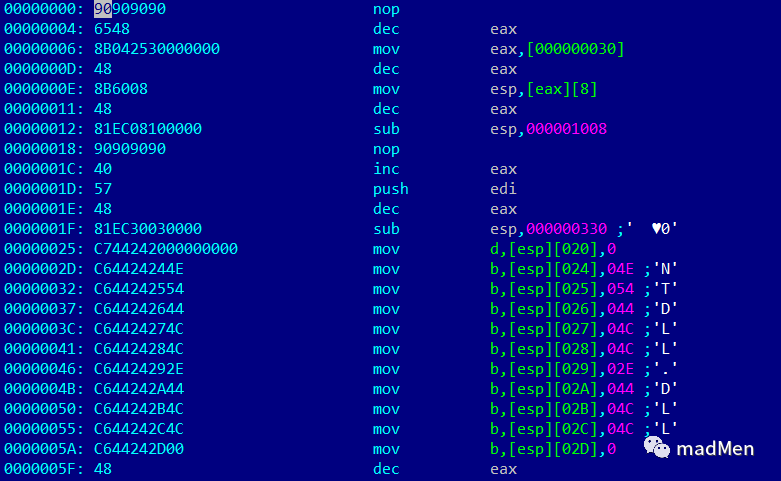 00000000: 90909090 nop
00000004: 6548 dec eax
00000006: 8B042530000000 mov eax,[000000030]
0000000D: 48 dec eax
0000000E: 8B6008 mov esp,[eax][8]
00000011: 48 dec eax
00000012: 81EC08100000 sub esp,000001008
00000018: 90909090 nop
0000001C: 40 inc eax
0000001D: 57 push edi
0000001E: 48 dec eax
0000001F: 81EC30030000 sub esp,000000330 ;' ♥0'
00000025: C744242000000000 mov d,[esp][020],0
0000002D: C64424244E mov b,[esp][024],04E ;'N'
00000032: C644242554 mov b,[esp][025],054 ;'T'
00000037: C644242644 mov b,[esp][026],044 ;'D'
0000003C: C64424274C mov b,[esp][027],04C ;'L'
00000041: C64424284C mov b,[esp][028],04C ;'L'
00000046: C64424292E mov b,[esp][029],02E ;'.'
0000004B: C644242A44 mov b,[esp][02A],044 ;'D'
00000050: C644242B4C mov b,[esp][02B],04C ;'L'
00000055: C644242C4C mov b,[esp][02C],04C ;'L'
0000005A: C644242D00 mov b,[esp][02D],0
madMen
0000005F: 48 dec eax